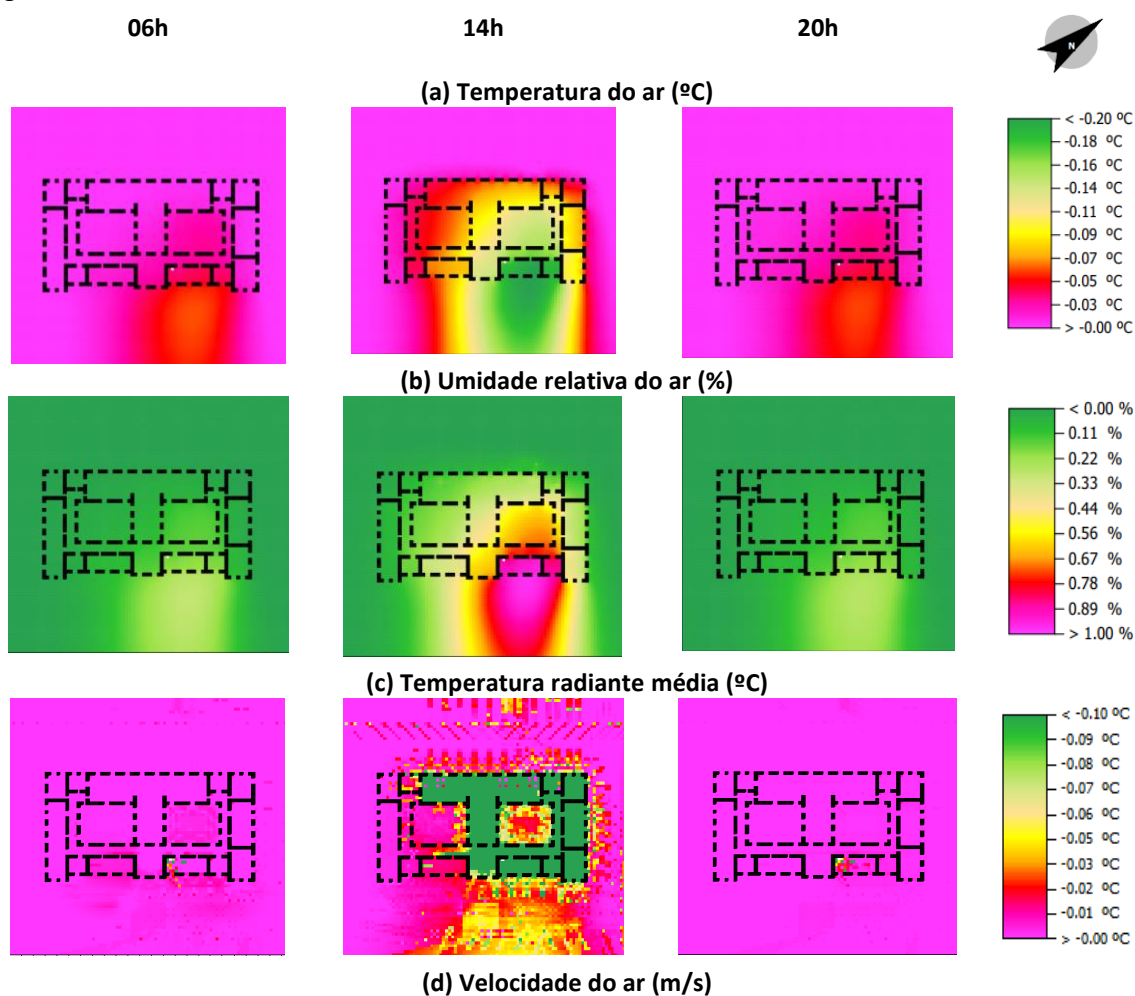 06h 14h 20h
N
(a) Temperatura do ar (ºC)
< -0.20 ºC
-0.18 ºC
-0.16 ºC
-0.14 ºC
-0.11 ºC
-0.09 ºC
-0.07 ºC
-0.05 ºC
-0.03 ºC
> -0.00 ºC
(b) Umidade relativa do ar (%)
< 0.00 %
0.11 %
0.22 %
0.33 %
0.44 %
0.56 %
0.67 %
0.78 %
0.89 %
> 1.00 %
(c) Temperatura radiante média (ºC)
< -0.10 ºC
-0.09 ºC
-0.08 ºC
-0.07 ºC
-0.06 ºC
-0.05 ºC
-0.03 ºC
-0.02 ºC
-0.01 ºC
> -0.00 ºC
(d) Velocidade do ar (m/s)